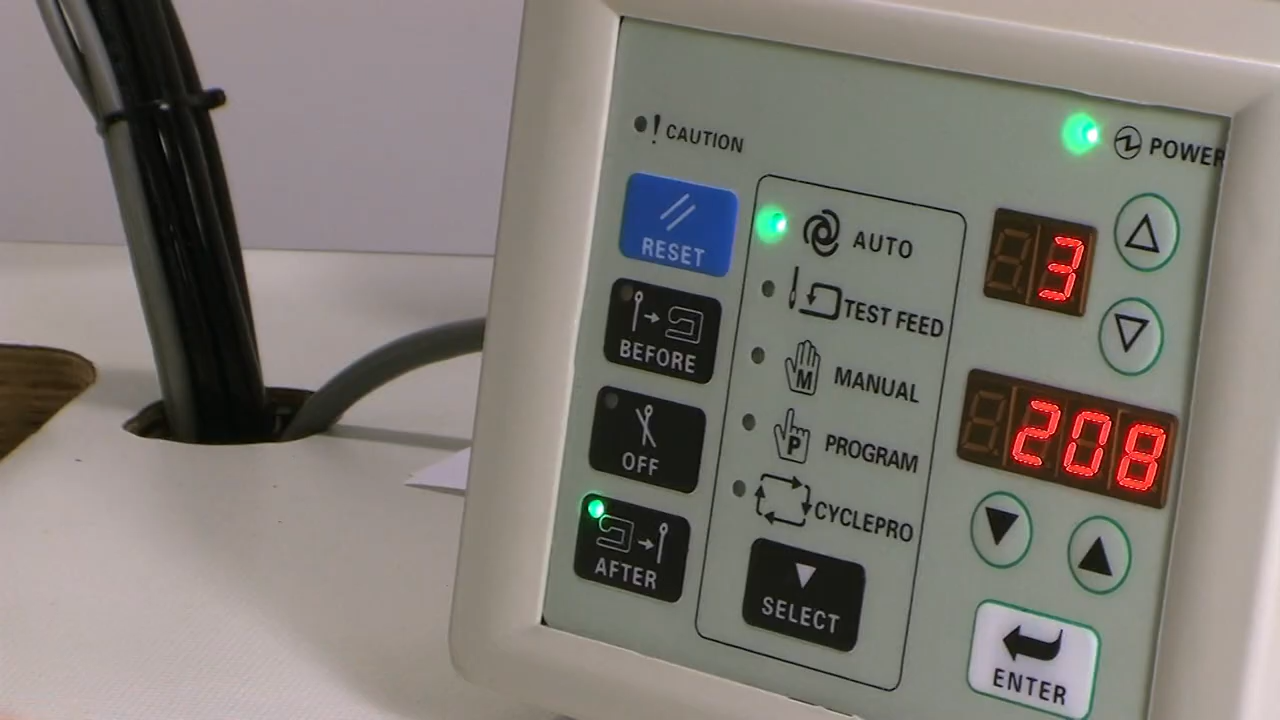 ! CAUTION
POWER
RESET
AUTO
3
BEFORE
TEST FEED
MANUAL
208
OFF
P
PROGRAM
M
CYCLEPRO
AFTER
SELECT
ENTER